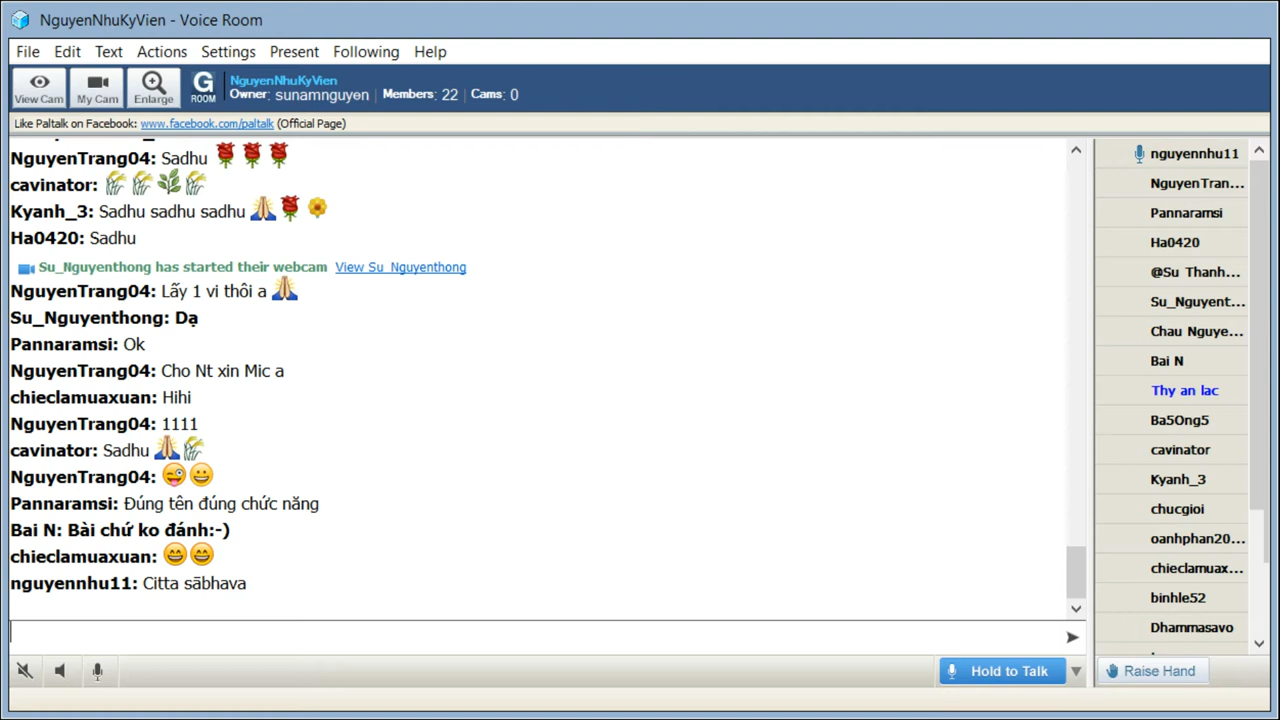 NguyenNhuKyVien - Voice Room
File Edit Text Actions Settings Present Following Help
View Cam My Cam Enlarge G ROOM NguyenNhuKyVien
Owner: sunamnguyen Members: 22 Cams: 0
Like Paltalk on Facebook: www.facebook.com/paltalk (Official Page)
NguyenTrang04: Sadhu
cavinator:
Kyanh_3: Sadhu sadhu sadhu
Ha0420: Sadhu
Su_Nguyenthong has started their webcam View Su_Nguyenthong
NguyenTrang04: Lấy 1 vi thôi a
Su_Nguyenthong: Dạ
Pannaramsi: Ok
NguyenTrang04: Cho Nt xin Mic a
chieclamuaxuan: Hihi
NguyenTrang04: 1111
cavinator: Sadhu
NguyenTrang04:
Pannaramsi: Đúng tên đúng chức năng
Bai N: Bài chứ ko đánh:-)
chieclamuaxuan:
nguyennhu11: Citta sābhava
nguyennhu11
NguyenTran...
Pannaramsi
Ha0420
@Su Thanh...
Su_Nguyent...
Chau Nguye...
Bai N
Thy an lac
Ba5Ong5
cavinator
Kyanh_3
chucgioi
oanhphan20...
chieclamuax...
binhle52
Dhammasavo
Hold to Talk
Raise Hand